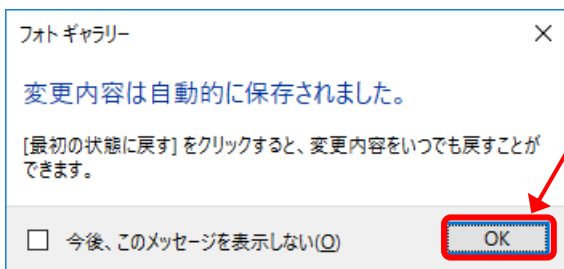 フォト ギャラリー
変更内容は自動的に保存されました。
[最初の状態に戻す] をクリックすると、変更内容をいつでも戻すことが
できます。
今後、このメッセージを表示しない(O)
OK